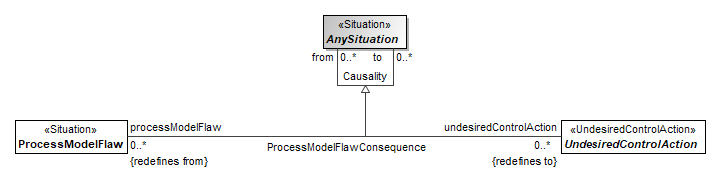 «Situation»
AnySituation
from 0..* to 0..*
Causality
«Situation»
ProcessModelFlaw
processModelFlaw
0..*
{redefines from}
ProcessModelFlawConsequence
undesiredControlAction
0..*
{redefines to}
«UndesiredControlAction»
UndesiredControlAction